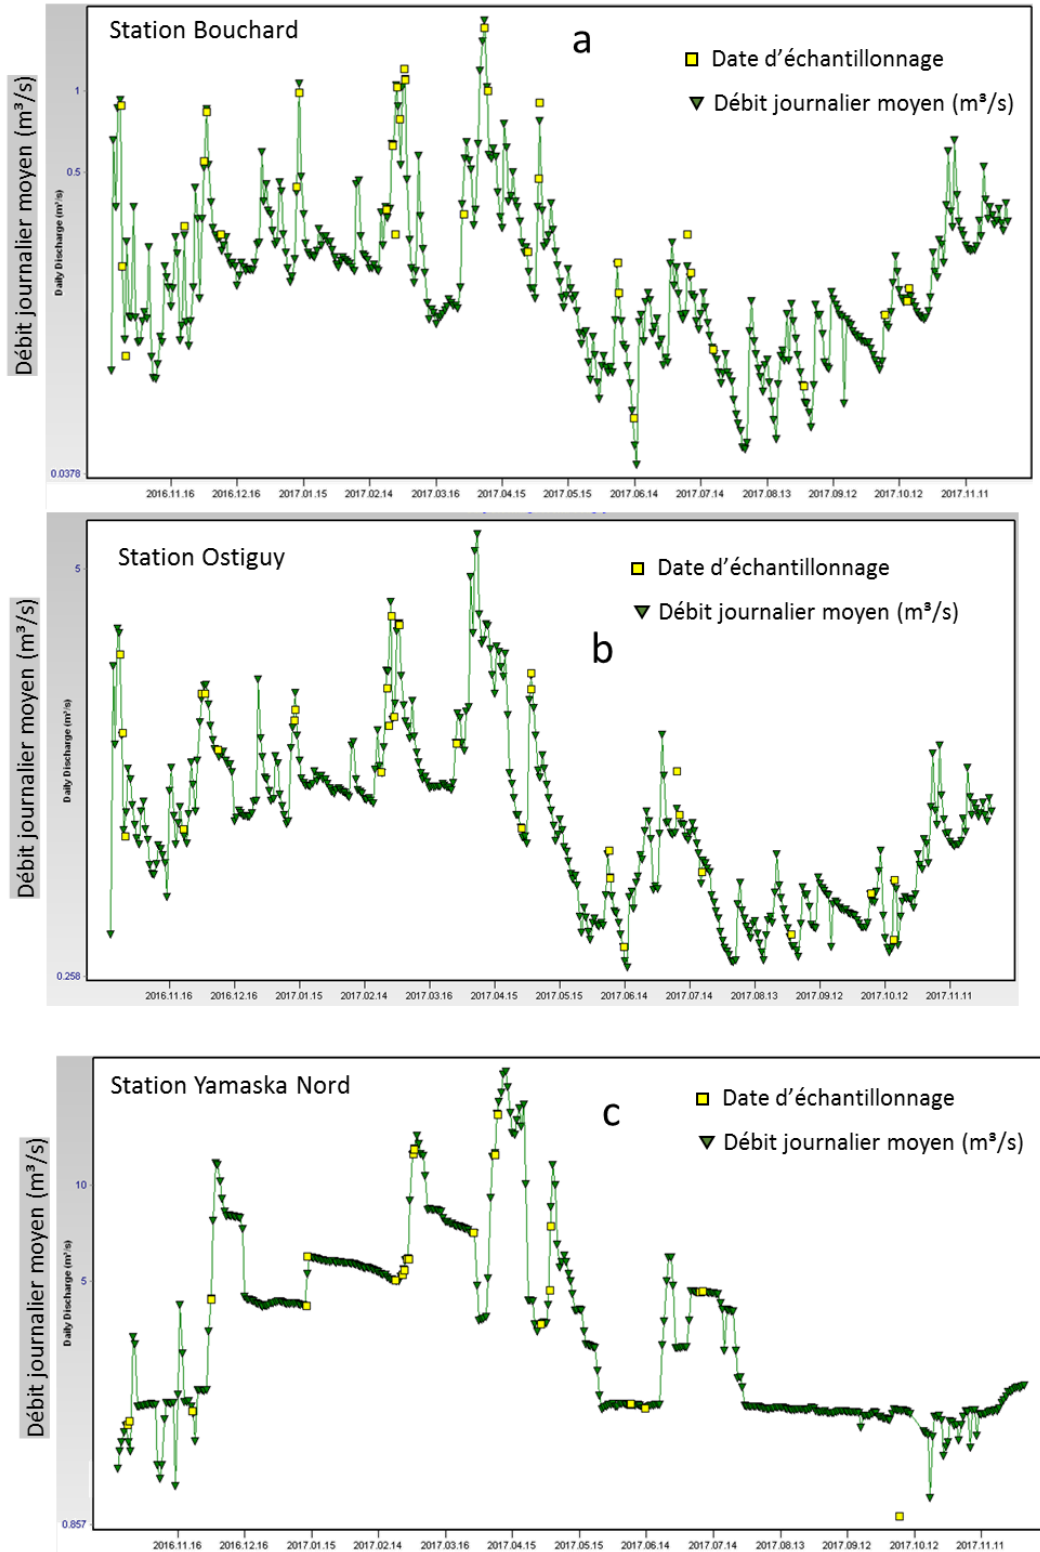 Station Bouchard
a
Date d'échantillonnage
Débit journalier moyen (m³/s)
Débit journalier moyen (m³/s)
Daily Discharge (m³/s)
1
0.5
0.0378
2016.11.16 2016.12.16 2017.01.15 2017.02.14 2017.03.16 2017.04.15 2017.05.15 2017.06.14 2017.07.14 2017.08.13 2017.09.12 2017.10.12 2017.11.11
Station Ostiguy
b
Date d'échantillonnage
Débit journalier moyen (m³/s)
Débit journalier moyen (m³/s)
Daily Discharge (m³/s)
5
0.258
2016.11.16 2016.12.16 2017.01.15 2017.02.14 2017.03.16 2017.04.15 2017.05.15 2017.06.14 2017.07.14 2017.08.13 2017.09.12 2017.10.12 2017.11.11
Station Yamaska Nord
c
Date d'échantillonnage
Débit journalier moyen (m³/s)
Débit journalier moyen (m³/s)
Daily Discharge (m³/s)
10
5
0.857
2016.11.16 2016.12.16 2017.01.15 2017.02.14 2017.03.16 2017.04.15 2017.05.15 2017.06.14 2017.07.14 2017.08.13 2017.09.12 2017.10.12 2017.11.11